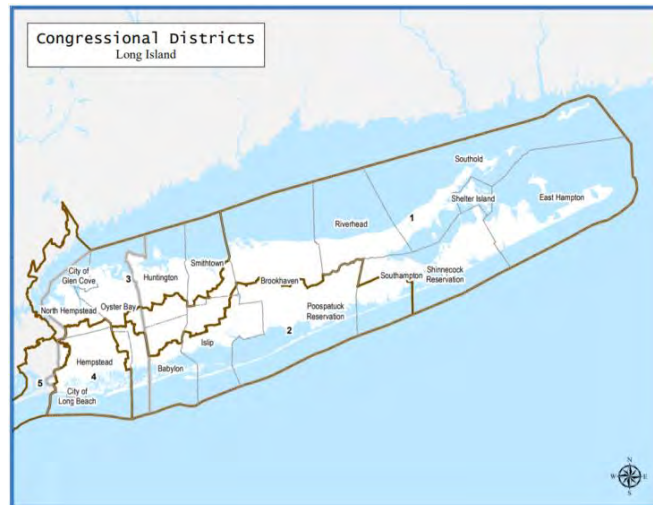 Congressional Districts
Long Island
Southold
1
Shelter Island
East Hampton
Riverhead
Smithtown
Huntington
3
City of
Glen Cove
Brookhaven
Southampton
Shinnecock
Reservation
North Hempstead
Oyster Bay
Poospatuck
Reservation
2
Islip
Hempstead
Babylon
5
4
City of
Long Beach
N
W
E
S